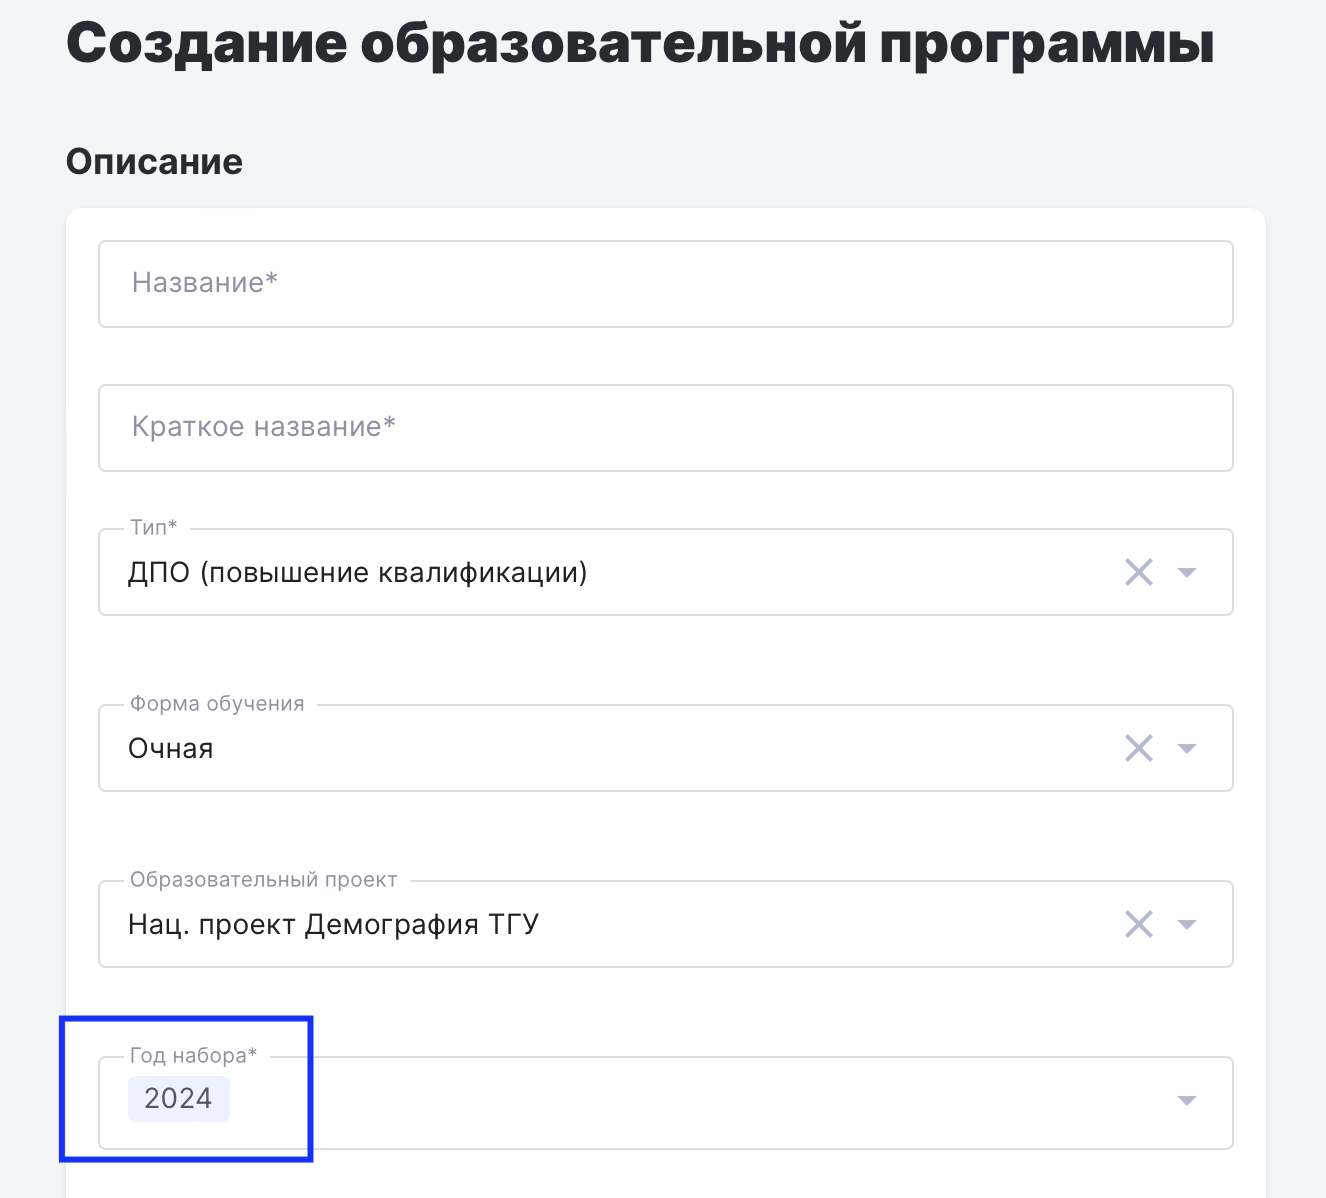 Создание образовательной программы
Описание
Название*
Краткое название*
Тип*
ДПО (повышение квалификации)
Форма обучения
Очная
Образовательный проект
Нац. проект Демография ТГУ
Год набора*
2024